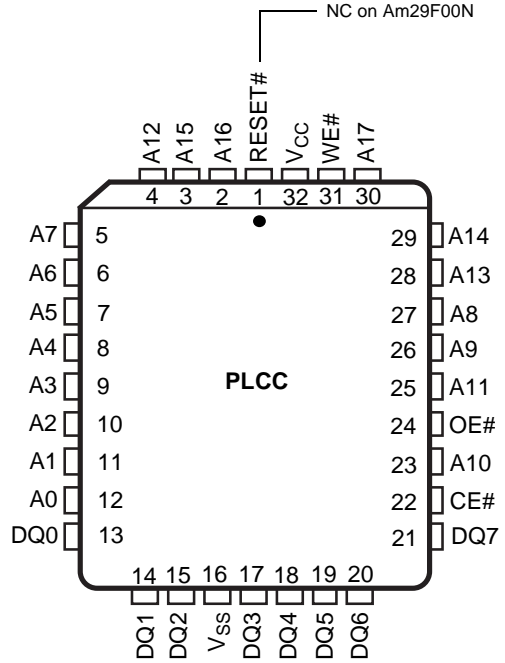 NC on Am29F00N
A12 A15 A16 RESET# VCC WE# A17
4 3 2 1 32 31 30
A7 5 29 A14
A6 6 28 A13
A5 7 27 A8
A4 8 26 A9
A3 9 PLCC 25 A11
A2 10 24 OE#
A1 11 23 A10
A0 12 22 CE#
DQ0 13 21 DQ7
14 15 16 17 18 19 20
DQ1 DQ2 VSS DQ3 DQ4 DQ5 DQ6